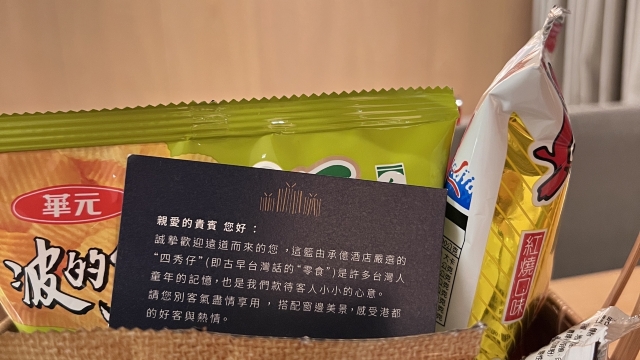 華元
波的
親愛的貴賓 您好：
誠摯歡迎遠道而來的您，這籃由承億酒店嚴選的
“四秀仔”(即古早台灣話的“零食”)是許多台灣人
童年的記憶，也是我們款待客人小小的心意。
請您別客氣盡情享用，搭配窗邊美景，感受港都
的好客與熱情。
紅燒口味